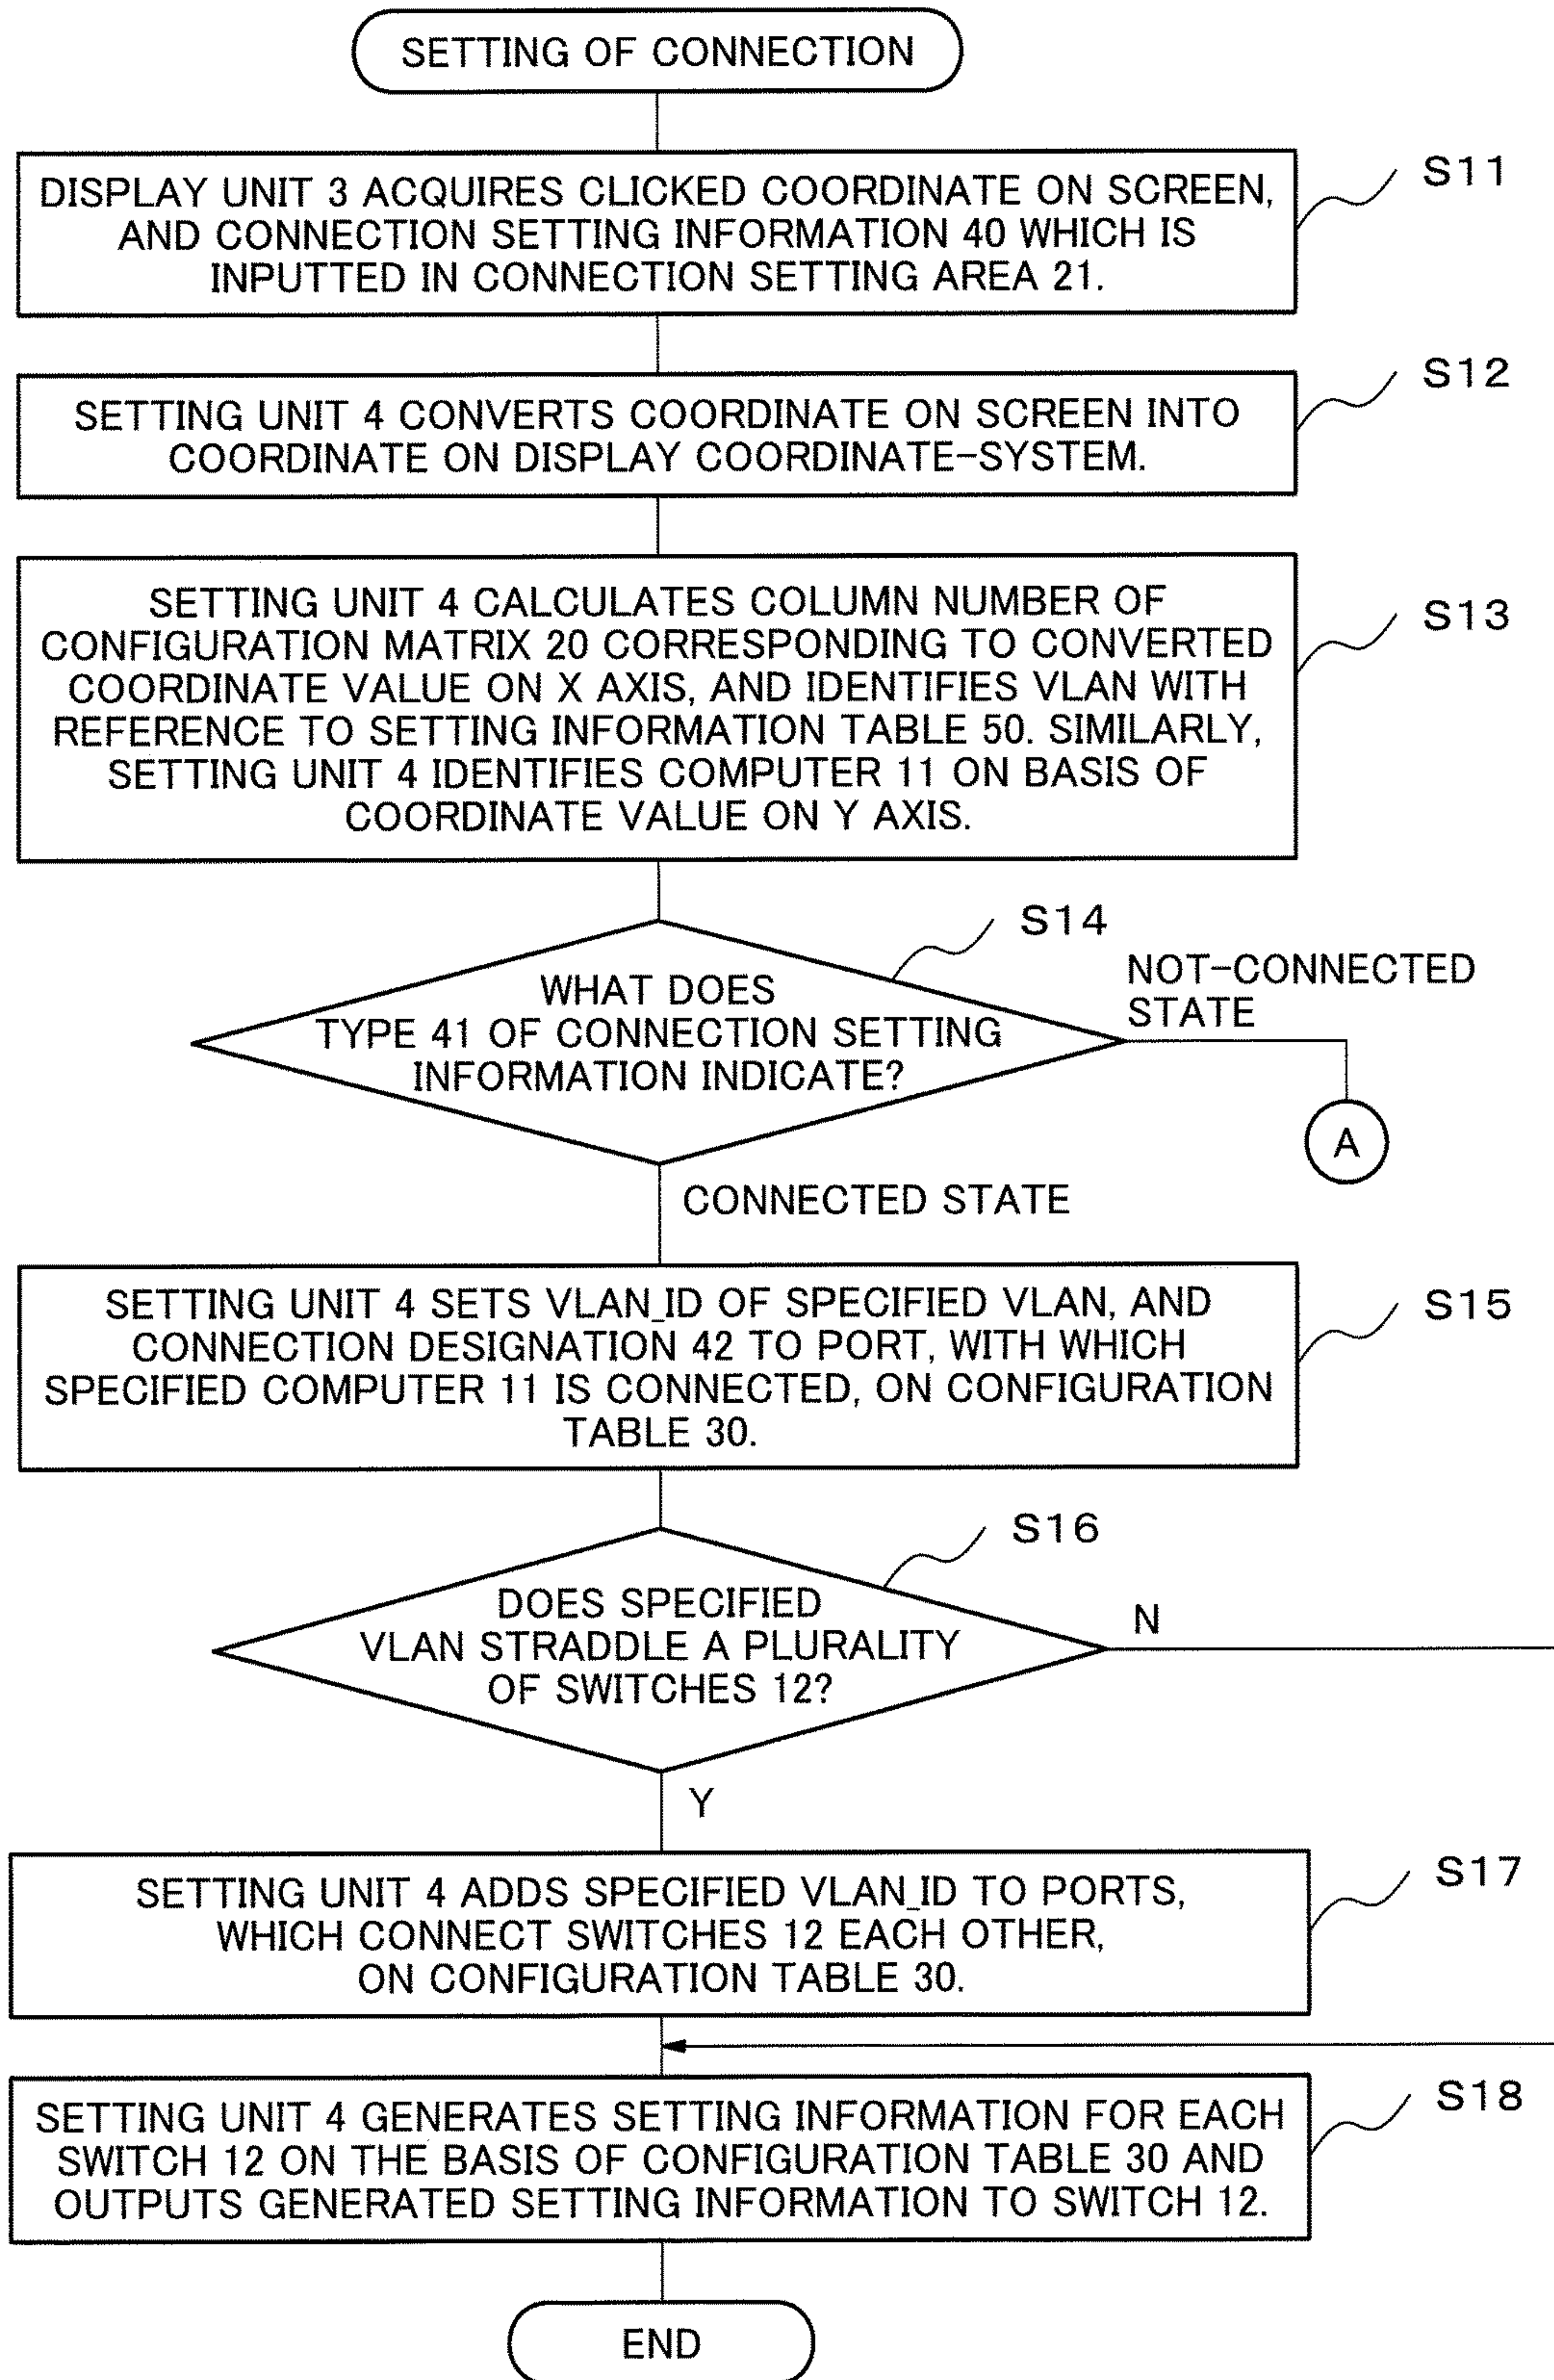 SETTING OF CONNECTION
DISPLAY UNIT 3 ACQUIRES CLICKED COORDINATE ON SCREEN,
AND CONNECTION SETTING INFORMATION 40 WHICH IS
INPUTTED IN CONNECTION SETTING AREA 21.
S11
SETTING UNIT 4 CONVERTS COORDINATE ON SCREEN INTO
COORDINATE ON DISPLAY COORDINATE-SYSTEM.
S12
SETTING UNIT 4 CALCULATES COLUMN NUMBER OF
CONFIGURATION MATRIX 20 CORRESPONDING TO CONVERTED
COORDINATE VALUE ON X AXIS, AND IDENTIFIES VLAN WITH
REFERENCE TO SETTING INFORMATION TABLE 50. SIMILARLY,
SETTING UNIT 4 IDENTIFIES COMPUTER 11 ON BASIS OF
COORDINATE VALUE ON Y AXIS.
S13
WHAT DOES
TYPE 41 OF CONNECTION SETTING
INFORMATION INDICATE?
S14
NOT-CONNECTED
STATE
A
CONNECTED STATE
SETTING UNIT 4 SETS VLAN_ID OF SPECIFIED VLAN, AND
CONNECTION DESIGNATION 42 TO PORT, WITH WHICH
SPECIFIED COMPUTER 11 IS CONNECTED, ON CONFIGURATION
TABLE 30.
S15
DOES SPECIFIED
VLAN STRADDLE A PLURALITY
OF SWITCHES 12?
S16
N
Y
SETTING UNIT 4 ADDS SPECIFIED VLAN_ID TO PORTS,
WHICH CONNECT SWITCHES 12 EACH OTHER,
ON CONFIGURATION TABLE 30.
S17
SETTING UNIT 4 GENERATES SETTING INFORMATION FOR EACH
SWITCH 12 ON THE BASIS OF CONFIGURATION TABLE 30 AND
OUTPUTS GENERATED SETTING INFORMATION TO SWITCH 12.
S18
END